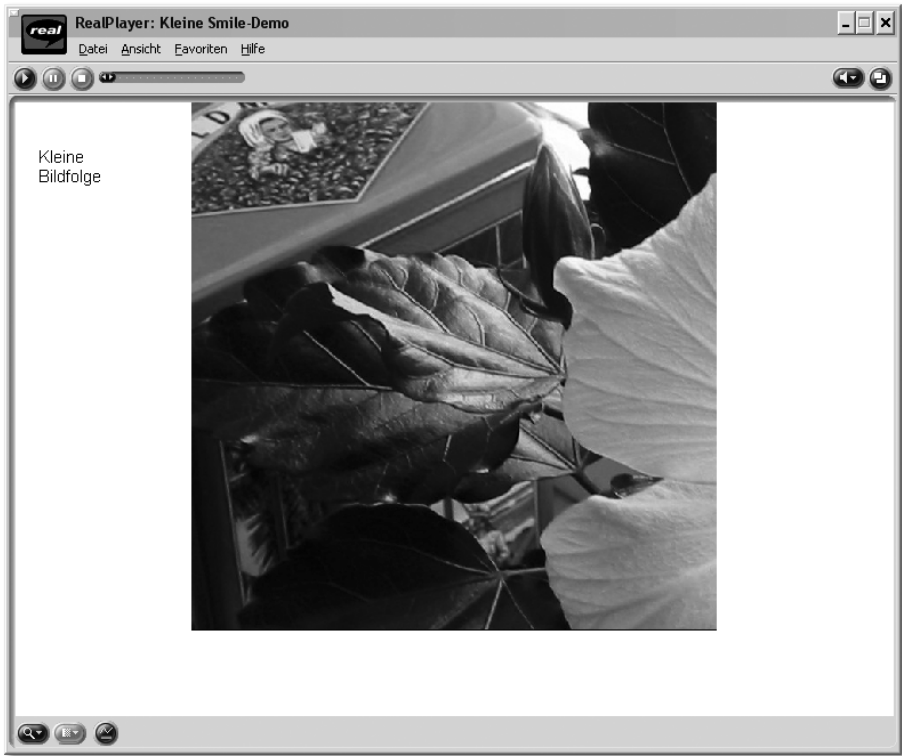 real
RealPlayer: Kleine Smile-Demo
Datei Ansicht Favoriten Hilfe
L D M
Kleine
Bildfolge